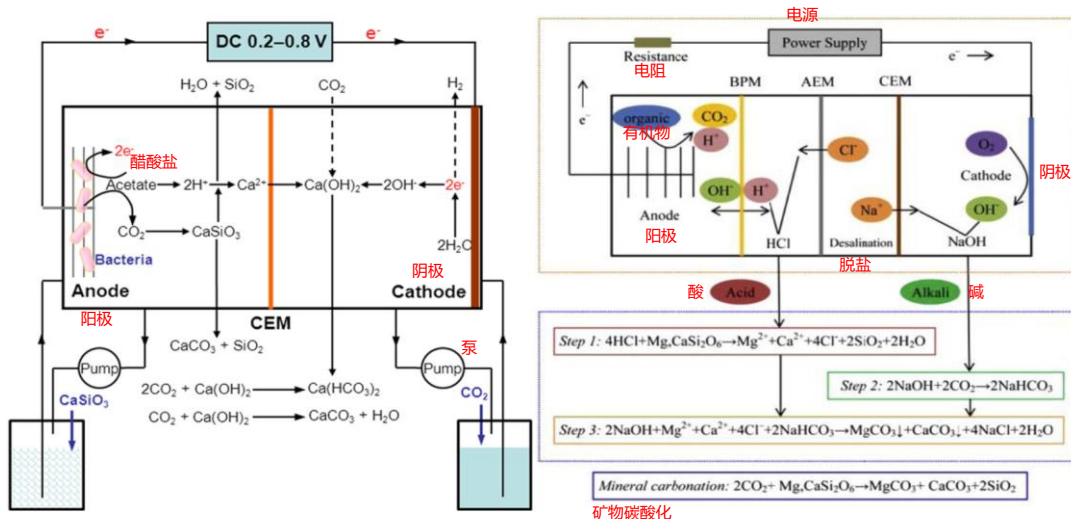 e⁻
DC 0.2–0.8 V
e⁻
H₂O + SiO₂
CO₂
H₂
2e⁻
醋酸盐
Acetate
2H⁺
Ca²⁺
Ca(OH)₂
2OH⁻
2e⁻
CO₂
CaSiO₃
2H₂O
Bacteria
阴极
Anode
Cathode
阳极
CEM
CaCO₃ + SiO₂
泵
Pump
Pump
2CO₂ + Ca(OH)₂
Ca(HCO₃)₂
CaSiO₃
CO₂
CO₂ + Ca(OH)₂
CaCO₃ + H₂O
电源
Power Supply
Resistance
电阻
e⁻
BPM
AEM
CEM
e⁻
organic
有机物
CO₂
H⁺
Cl⁻
O₂
Cathode
阴极
OH⁻
H⁺
Na⁺
OH⁻
Anode
阳极
HCl
Desalination
NaOH
脱盐
酸
Acid
Alkali
碱
Step 1: 4HCl+Mg,CaSi₂O₆→Mg²⁺+Ca²⁺+4Cl⁻+2SiO₂+2H₂O
Step 2: 2NaOH+2CO₂→2NaHCO₃
Step 3: 2NaOH+Mg²⁺+Ca²⁺+4Cl⁻+2NaHCO₃→MgCO₃↓+CaCO₃↓+4NaCl+2H₂O
Mineral carbonation: 2CO₂+ Mg,CaSi₂O₆→MgCO₃+ CaCO₃+2SiO₂
矿物碳酸化